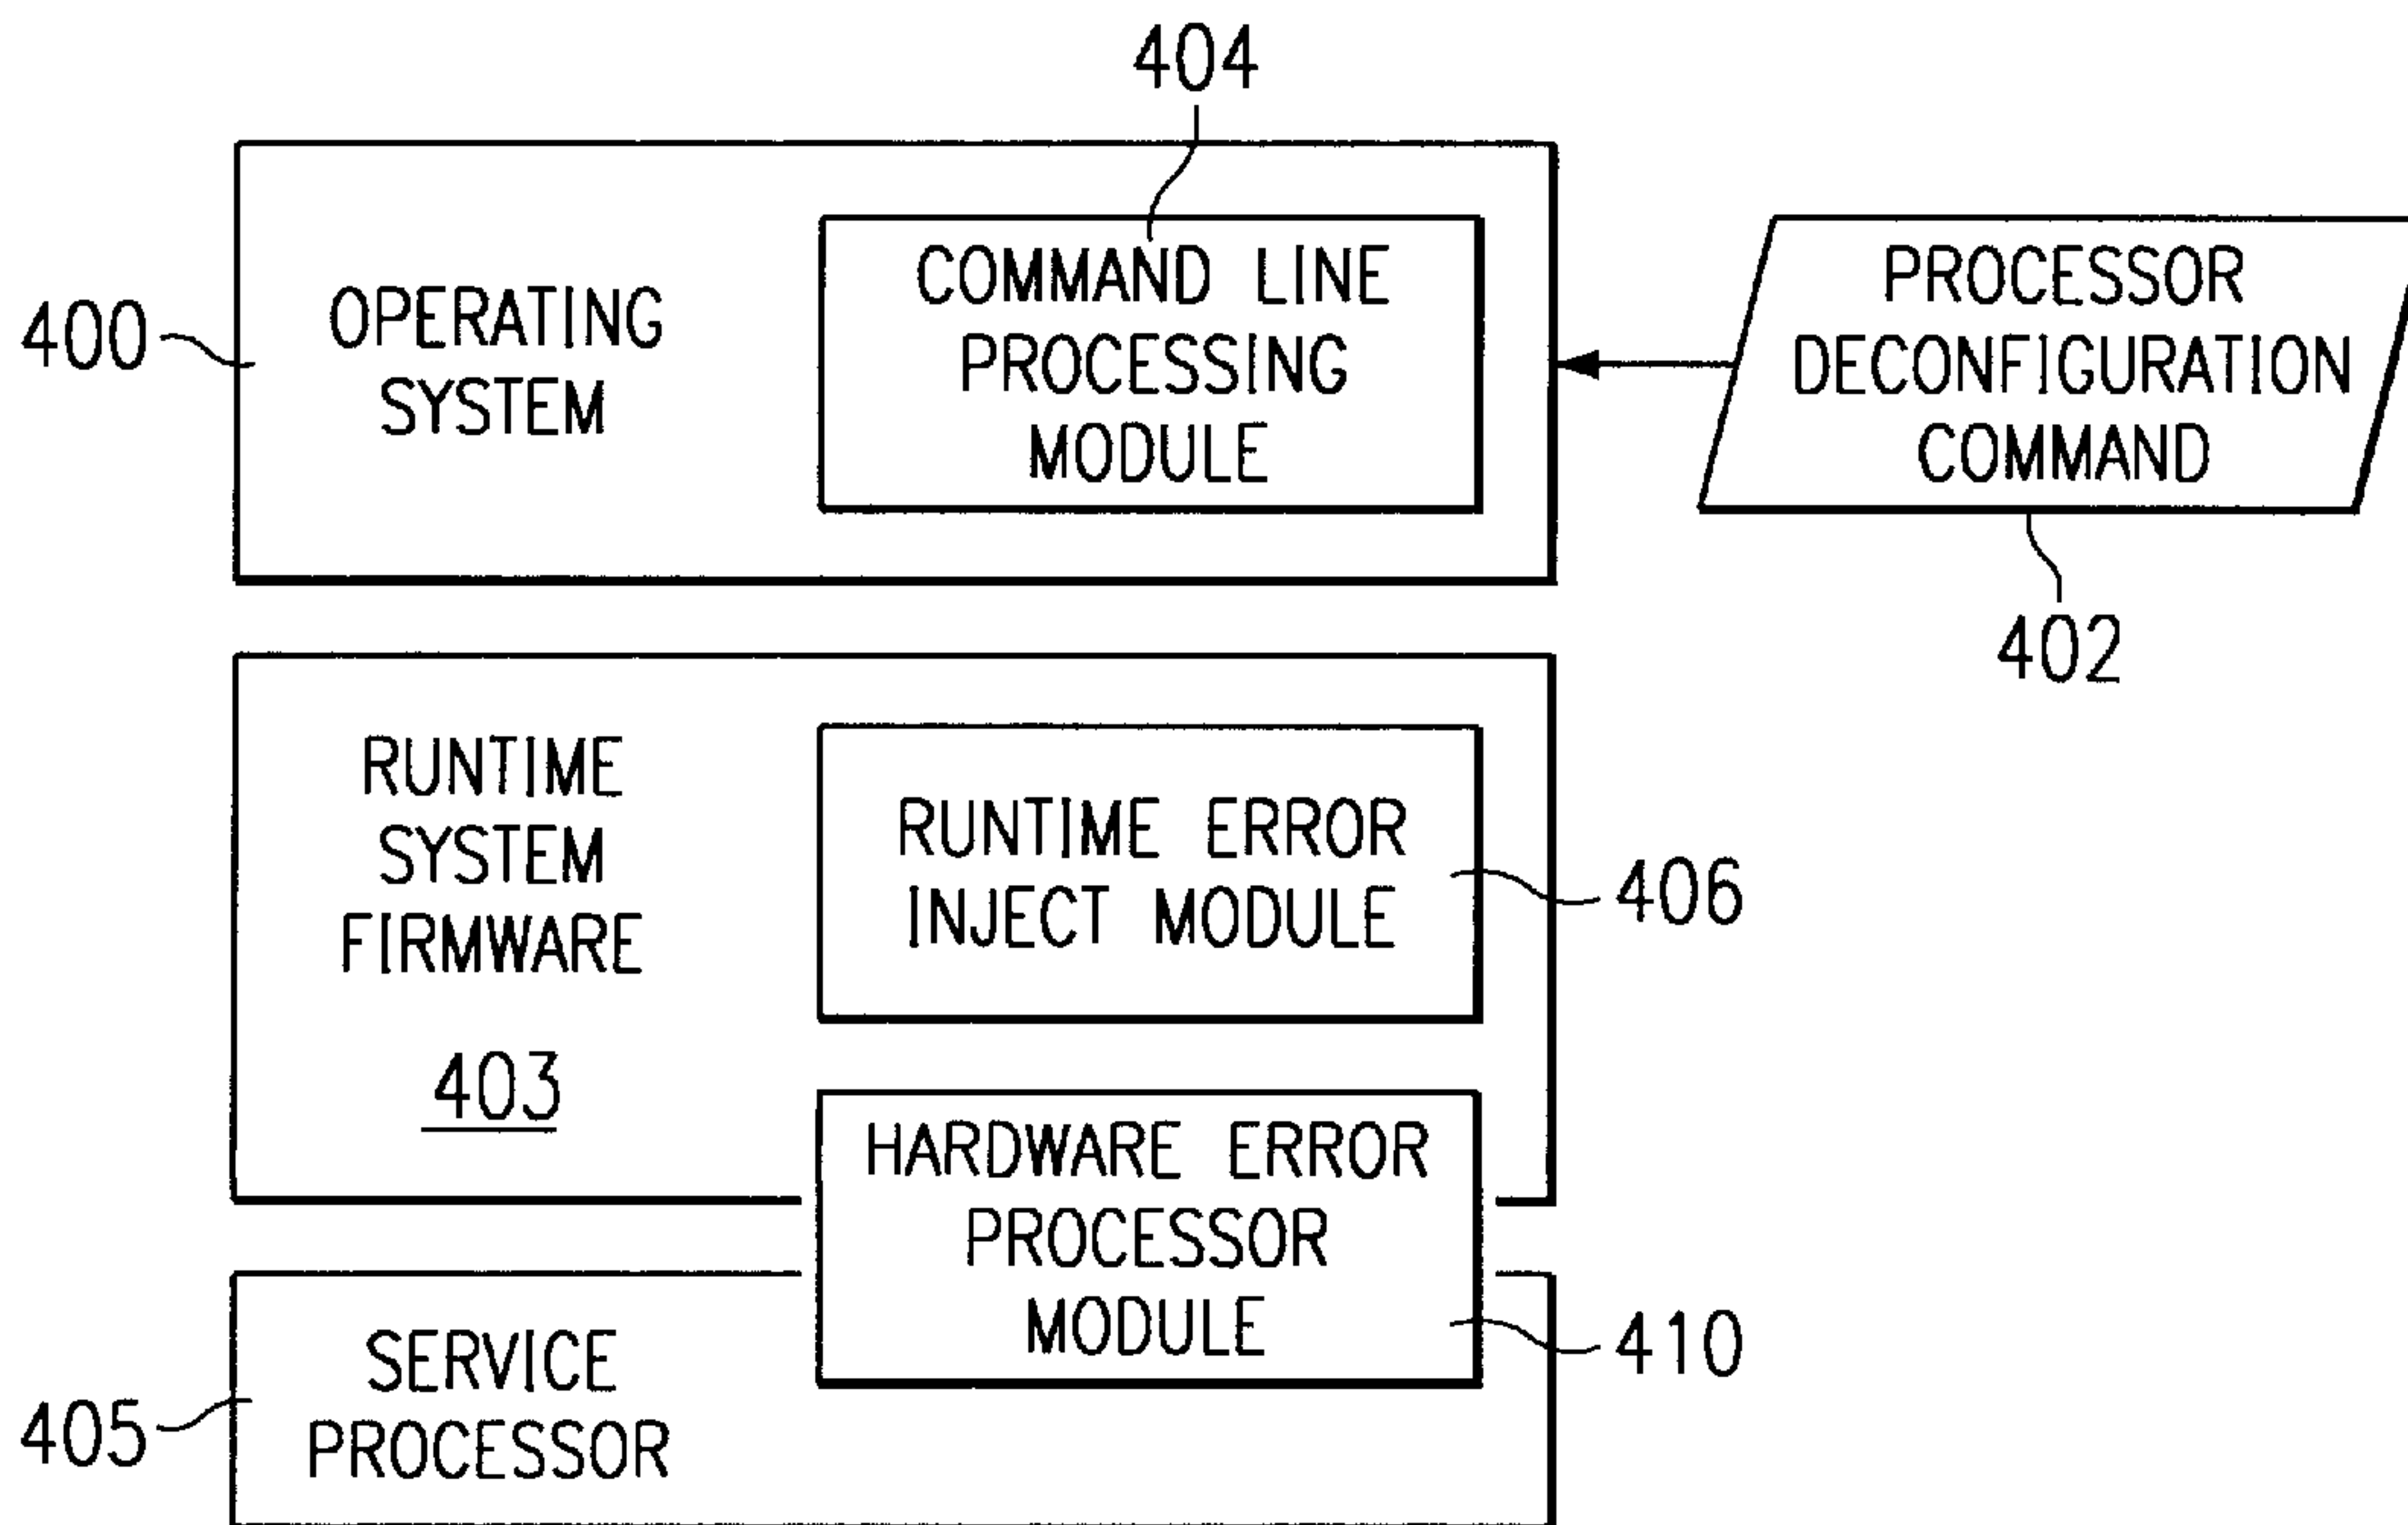 404
OPERATING
SYSTEM
400
COMMAND LINE
PROCESSING
MODULE
PROCESSOR
DECONFIGURATION
COMMAND
402
RUNTIME
SYSTEM
FIRMWARE
403
RUNTIME ERROR
INJECT MODULE
406
HARDWARE ERROR
PROCESSOR
MODULE
410
SERVICE
PROCESSOR
405